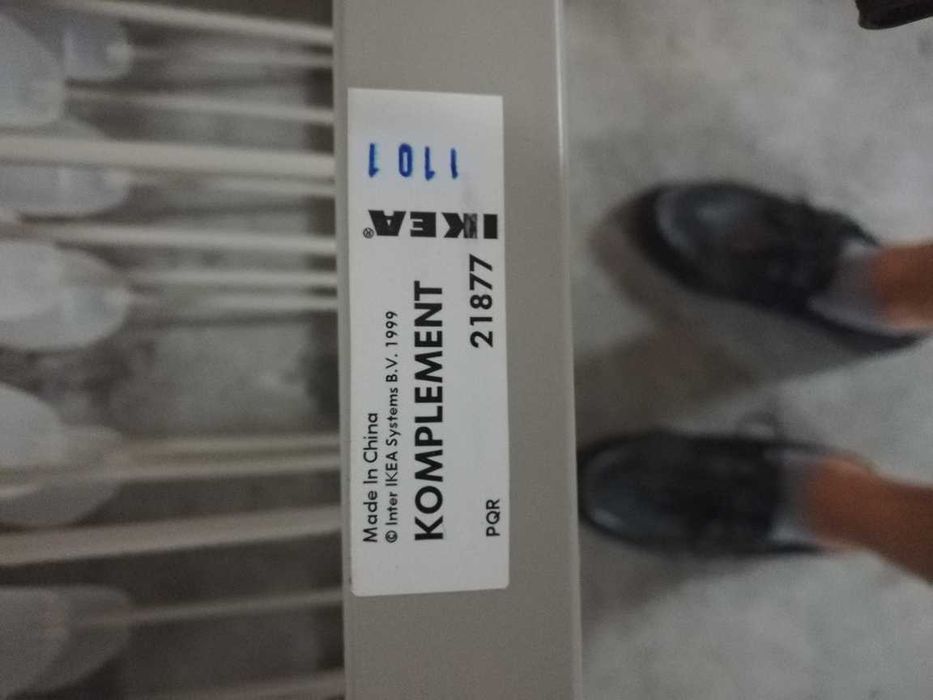 1101
IKEA®
21877
Made In China
© Inter IKEA Systems B.V. 1999
KOMPLEMENT
PQR